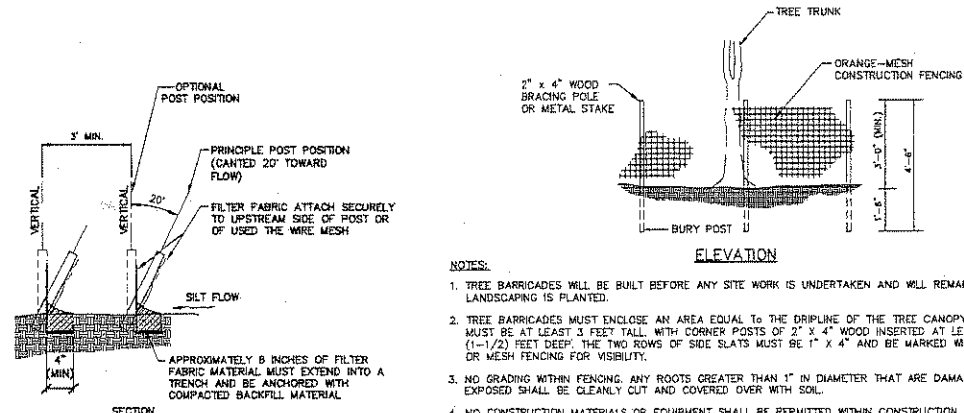 OPTIONAL
POST POSITION
3' MIN.
PRINCIPLE POST POSITION
(CANTED 20° TOWARD
FLOW)
VERTICAL
VERTICAL
20°
FILTER FABRIC ATTACH SECURELY
TO UPSTREAM SIDE OF POST OR
OF USED THE WIRE MESH
SILT FLOW
4"
(MIN)
APPROXIMATELY 8 INCHES OF FILTER
FABRIC MATERIAL MUST EXTEND INTO A
TRENCH AND BE ANCHORED WITH
COMPACTED BACKFILL MATERIAL
SECTION
TREE TRUNK
ORANGE-MESH
CONSTRUCTION FENCING
2" x 4" WOOD
BRACING POLE
OR METAL STAKE
3'-0" (MIN.)
4'-6"
1'-6"
BURY POST
ELEVATION
NOTES:
1. TREE BARRICADES WILL BE BUILT BEFORE ANY SITE WORK IS UNDERTAKEN AND WILL REMA
LANDSCAPING IS PLANTED.
2. TREE BARRICADES MUST ENCLOSE AN AREA EQUAL To THE DRIPLINE OF THE TREE CANOPY
MUST BE AT LEAST 3 FEET TALL, WITH CORNER POSTS OF 2" X 4" WOOD INSERTED AT LE
(1-1/2) FEET DEEP. THE TWO ROWS OF SIDE SLATS MUST BE 1" X 4" AND BE MARKED W
OR MESH FENCING FOR VISIBILITY.
3. NO GRADING WITHIN FENCING. ANY ROOTS GREATER THAN 1" IN DIAMETER THAT ARE DAMA
EXPOSED SHALL BE CLEANLY CUT AND COVERED OVER WITH SOIL.
4. NO CONSTRUCTION MATERIALS OR EQUIPMENT SHALL BE PERMITTED WITHIN CONSTRUCTION